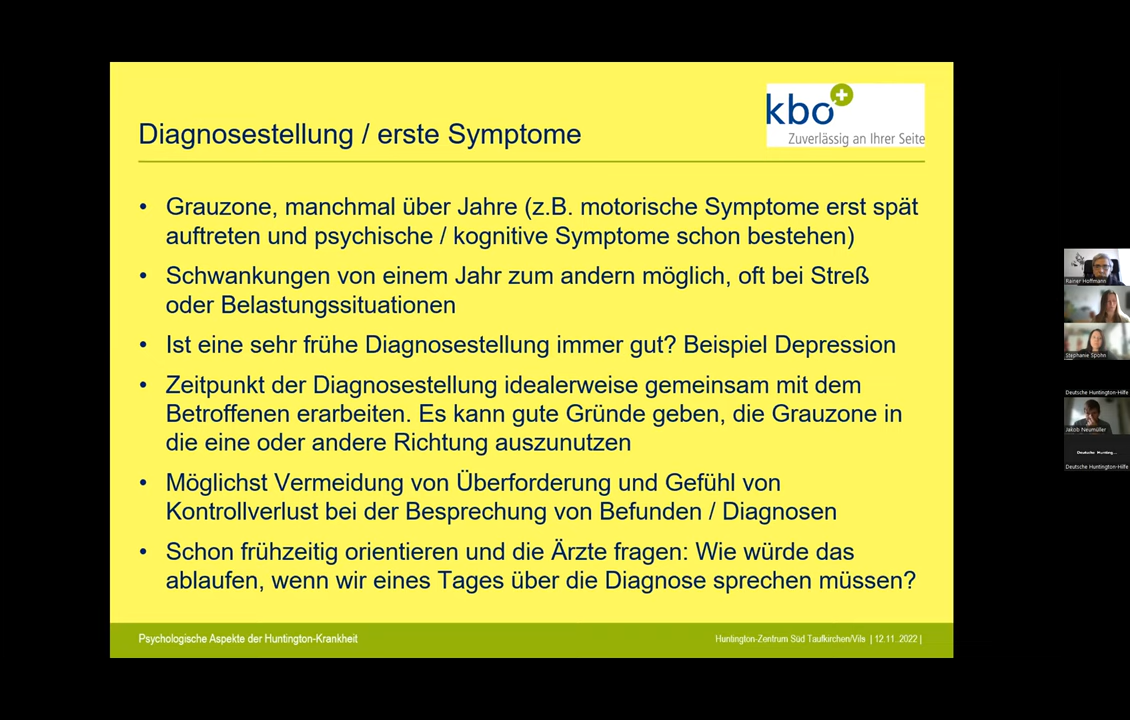 kbo
Zuverlässig an Ihrer Seite
Diagnosestellung / erste Symptome
• Grauzone, manchmal über Jahre (z.B. motorische Symptome erst spät
auftreten und psychische / kognitive Symptome schon bestehen)
• Schwankungen von einem Jahr zum andern möglich, oft bei Streß
oder Belastungssituationen
• Ist eine sehr frühe Diagnosestellung immer gut? Beispiel Depression
• Zeitpunkt der Diagnosestellung idealerweise gemeinsam mit dem
Betroffenen erarbeiten. Es kann gute Gründe geben, die Grauzone in
die eine oder andere Richtung auszunutzen
• Möglichst Vermeidung von Überforderung und Gefühl von
Kontrollverlust bei der Besprechung von Befunden / Diagnosen
• Schon frühzeitig orientieren und die Ärzte fragen: Wie würde das
ablaufen, wenn wir eines Tages über die Diagnose sprechen müssen?
Psychologische Aspekte der Huntington-Krankheit
Huntington-Zentrum Süd Taufkirchen/Vils | 12.11.2022 |
Rainer Hoffmann
Stephanie Spohn
Deutsche Huntington-Hilfe
Jakob Neumüller
Deutsche Hunting...
Deutsche Huntington-Hilfe